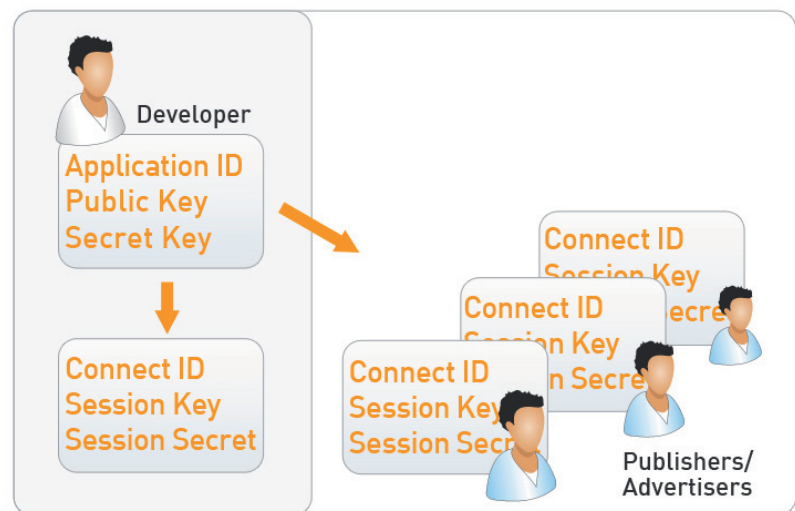 Developer
Application ID
Public Key
Secret Key
Connect ID
Session Key
Session Secret
Connect ID
Session Key
Connect ID
Session Key
Connect ID
Session Key
Session Secret
Publishers/
Advertisers